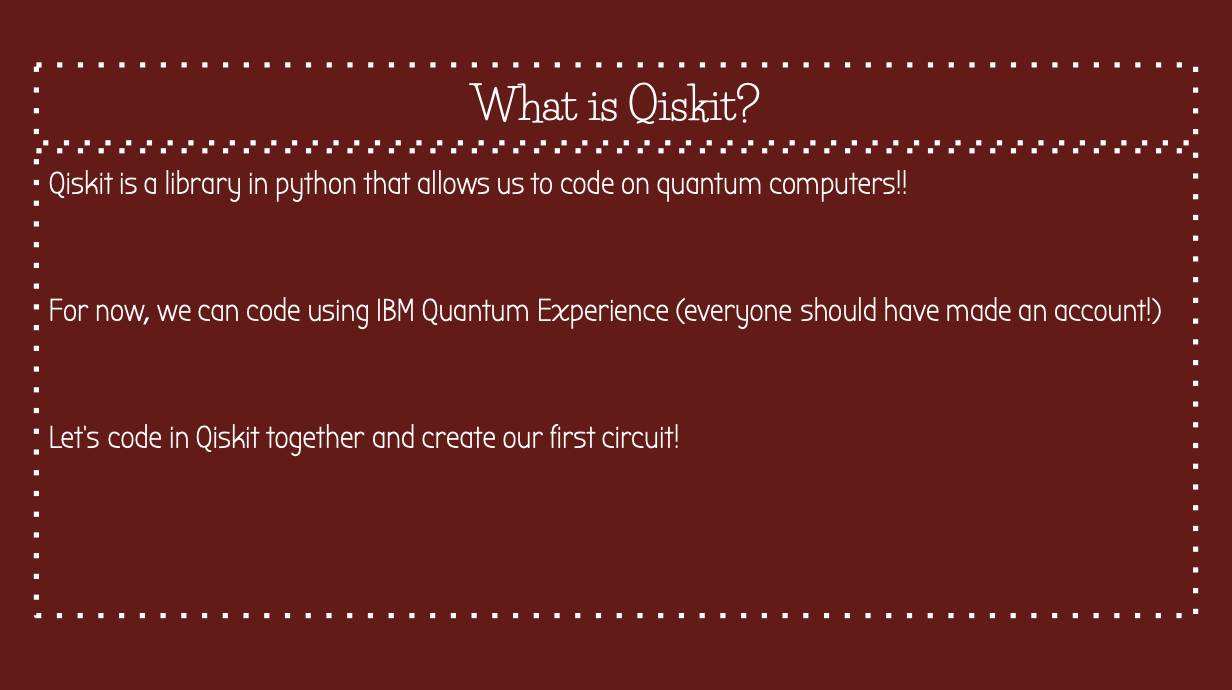 What is Qiskit?
Qiskit is a library in python that allows us to code on quantum computers!!
For now, we can code using IBM Quantum Experience (everyone should have made an account!)
Let's code in Qiskit together and create our first circuit!